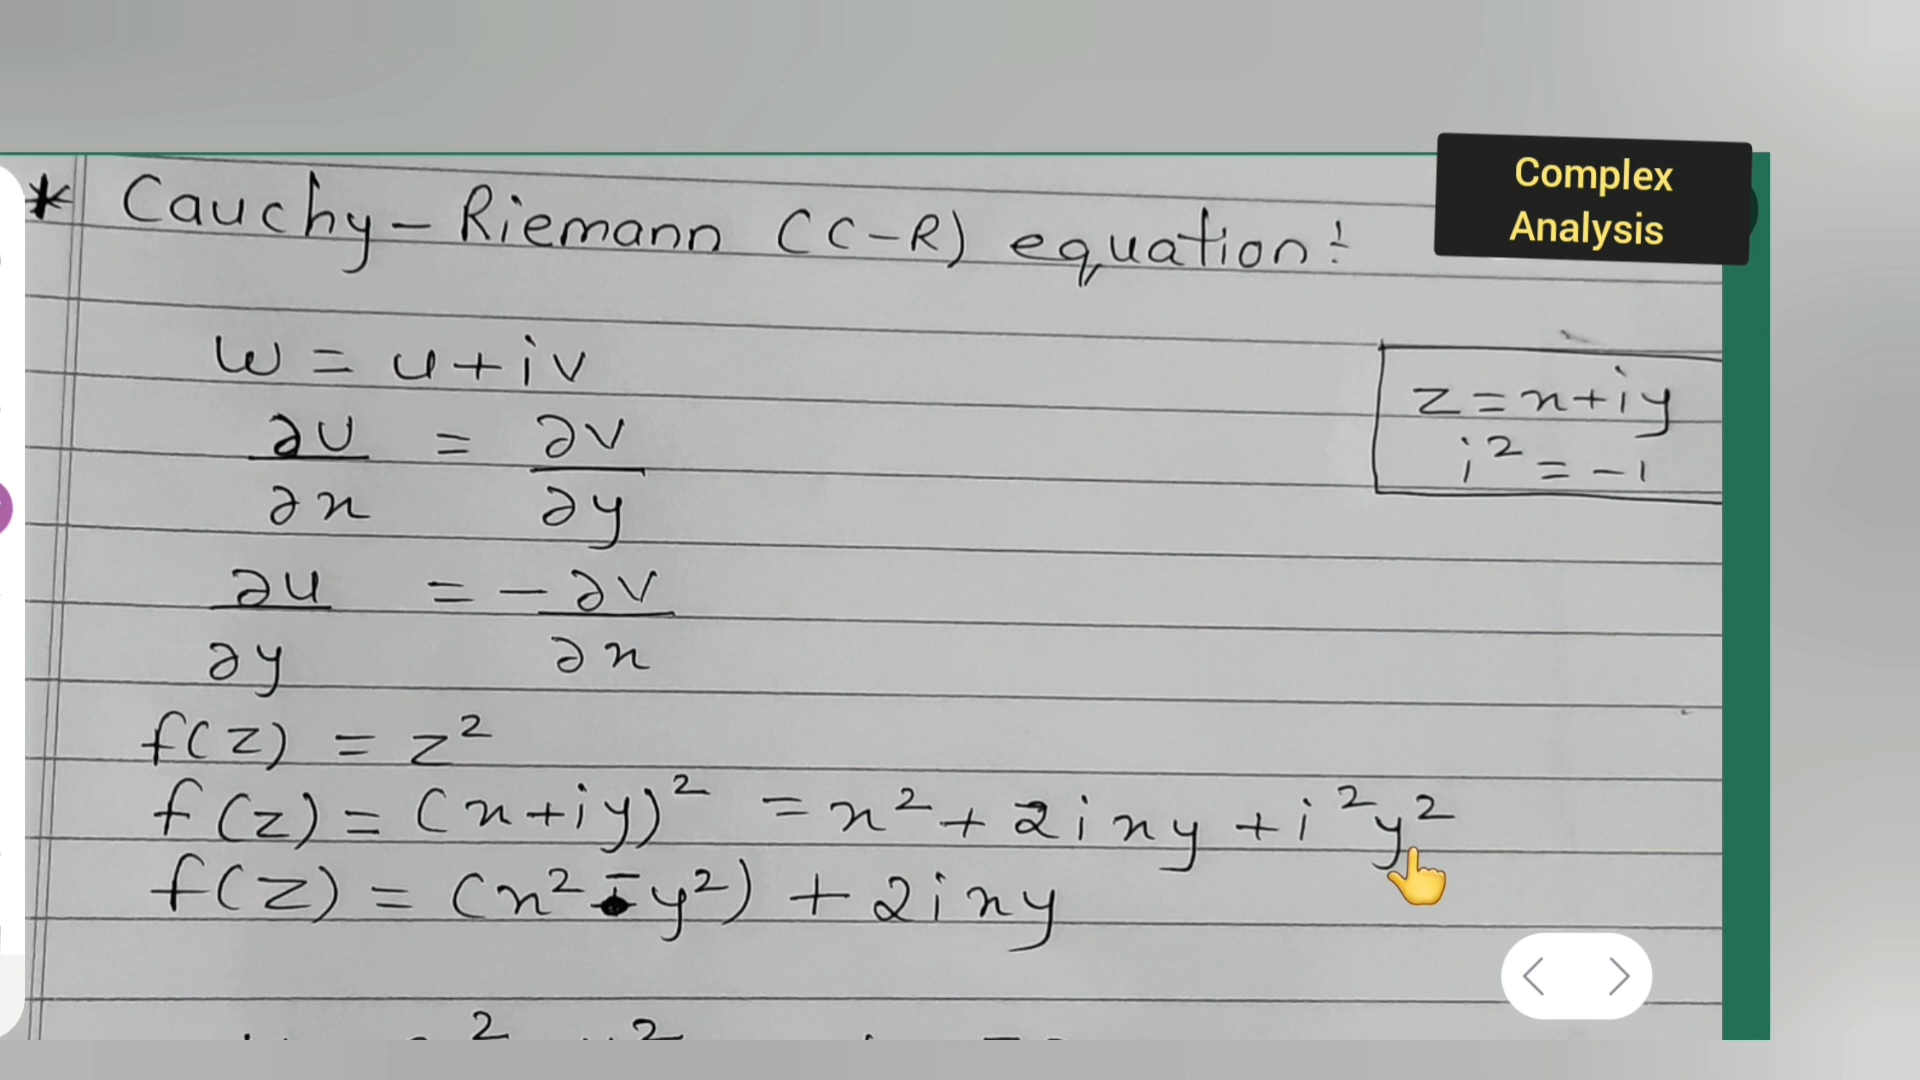 Complex
Analysis
* Cauchy-Riemann (C-R) equation:
w = u + iv
z = x + iy
i² = -1
∂u/∂x = ∂v/∂y
∂u/∂y = -∂v/∂x
f(z) = z²
f(z) = (x+iy)² = x² + 2ixy + i²y²
f(z) = (x² - y²) + 2ixy